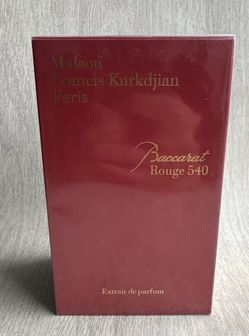 Maison
Francis Kurkdjian
Paris
Baccarat
Rouge 540
Extrait de parfum